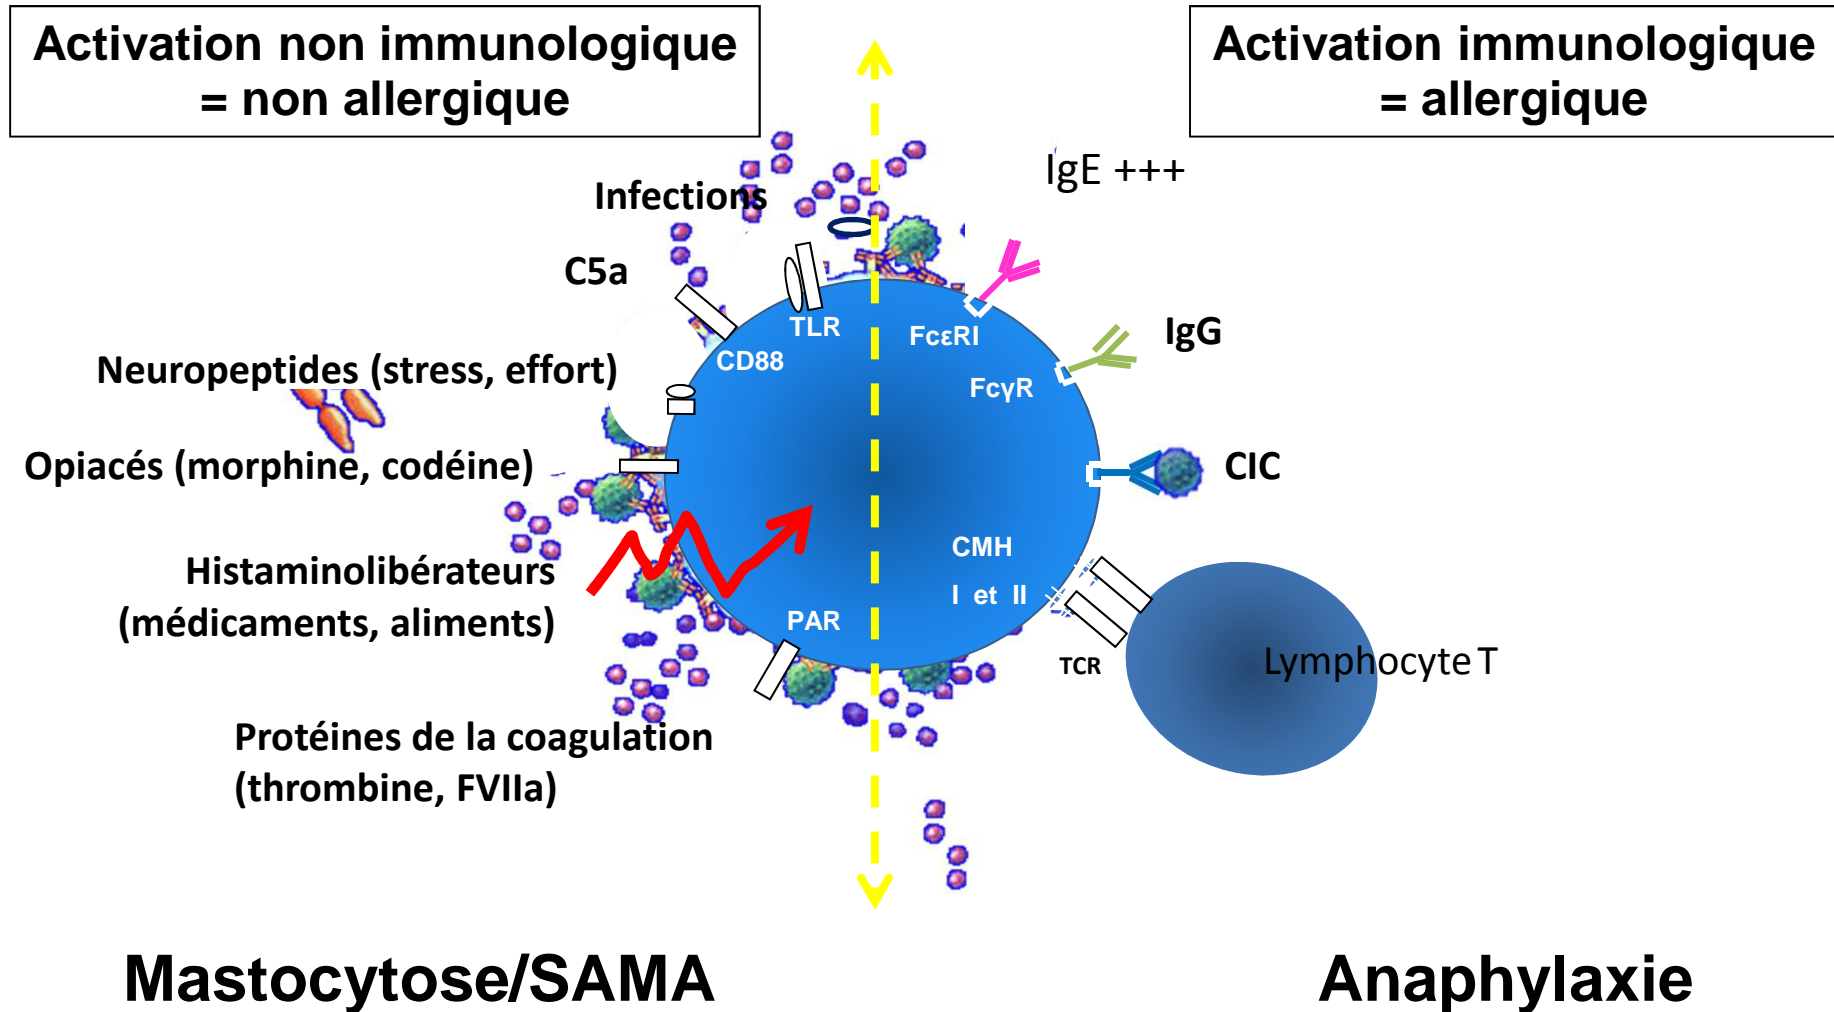 Activation non immunologique
= non allergique
Activation immunologique
= allergique
IgE +++
Infections
C5a
TLR
CD88
FcεRI
IgG
FcγR
Neuropeptides (stress, effort)
Opiacés (morphine, codéine)
CIC
Histaminolibérateurs
(médicaments, aliments)
CMH
I et II
PAR
TCR
Lymphocyte T
Protéines de la coagulation
(thrombine, FVIIa)
Mastocytose/SAMA
Anaphylaxie